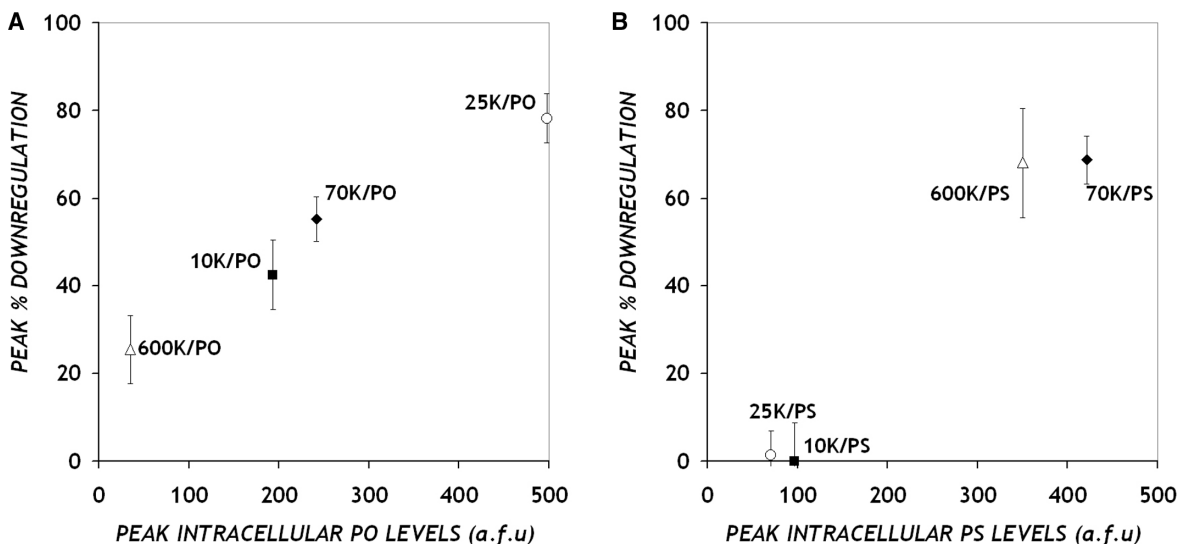 A
PEAK % DOWNREGULATION
100
80
60
40
20
0
25K/PO
70K/PO
10K/PO
600K/PO
0 100 200 300 400 500
PEAK INTRACELLULAR PO LEVELS (a.f.u)
B
PEAK % DOWNREGULATION
100
80
60
40
20
0
600K/PS
70K/PS
25K/PS
10K/PS
0 100 200 300 400 500
PEAK INTRACELLULAR PS LEVELS (a.f.u)